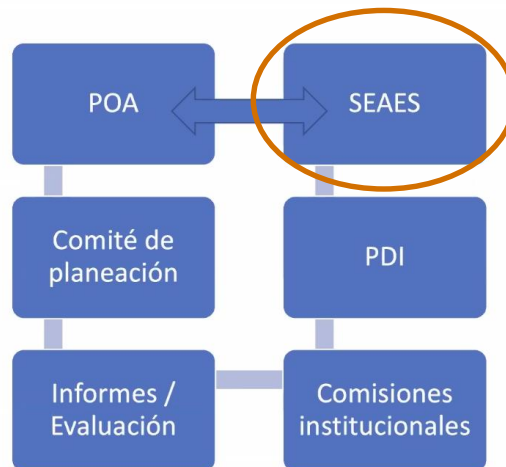 POA
SEAES
Comité de
planeación
PDI
Informes /
Evaluación
Comisiones
institucionales